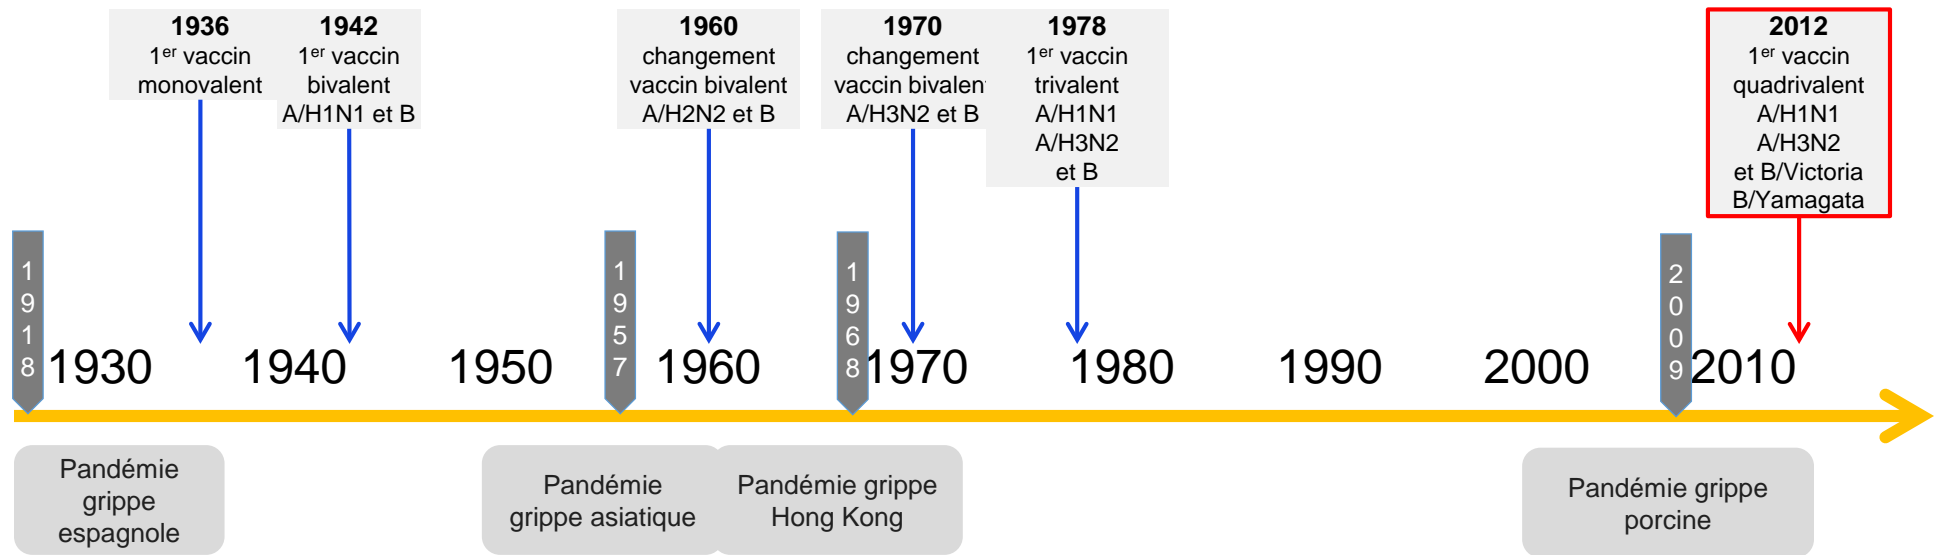 1936
1er vaccin
monovalent
1942
1er vaccin
bivalent
A/H1N1 et B
1960
changement
vaccin bivalent
A/H2N2 et B
1970
changement
vaccin bivalent
A/H3N2 et B
1978
1er vaccin
trivalent
A/H1N1
A/H3N2
et B
2012
1er vaccin
quadrivalent
A/H1N1
A/H3N2
et B/Victoria
B/Yamagata
1918
1957
1968
2009
1930 1940 1950 1960 1970 1980 1990 2000 2010
Pandémie
grippe
espagnole
Pandémie
grippe asiatique
Pandémie grippe
Hong Kong
Pandémie grippe
porcine